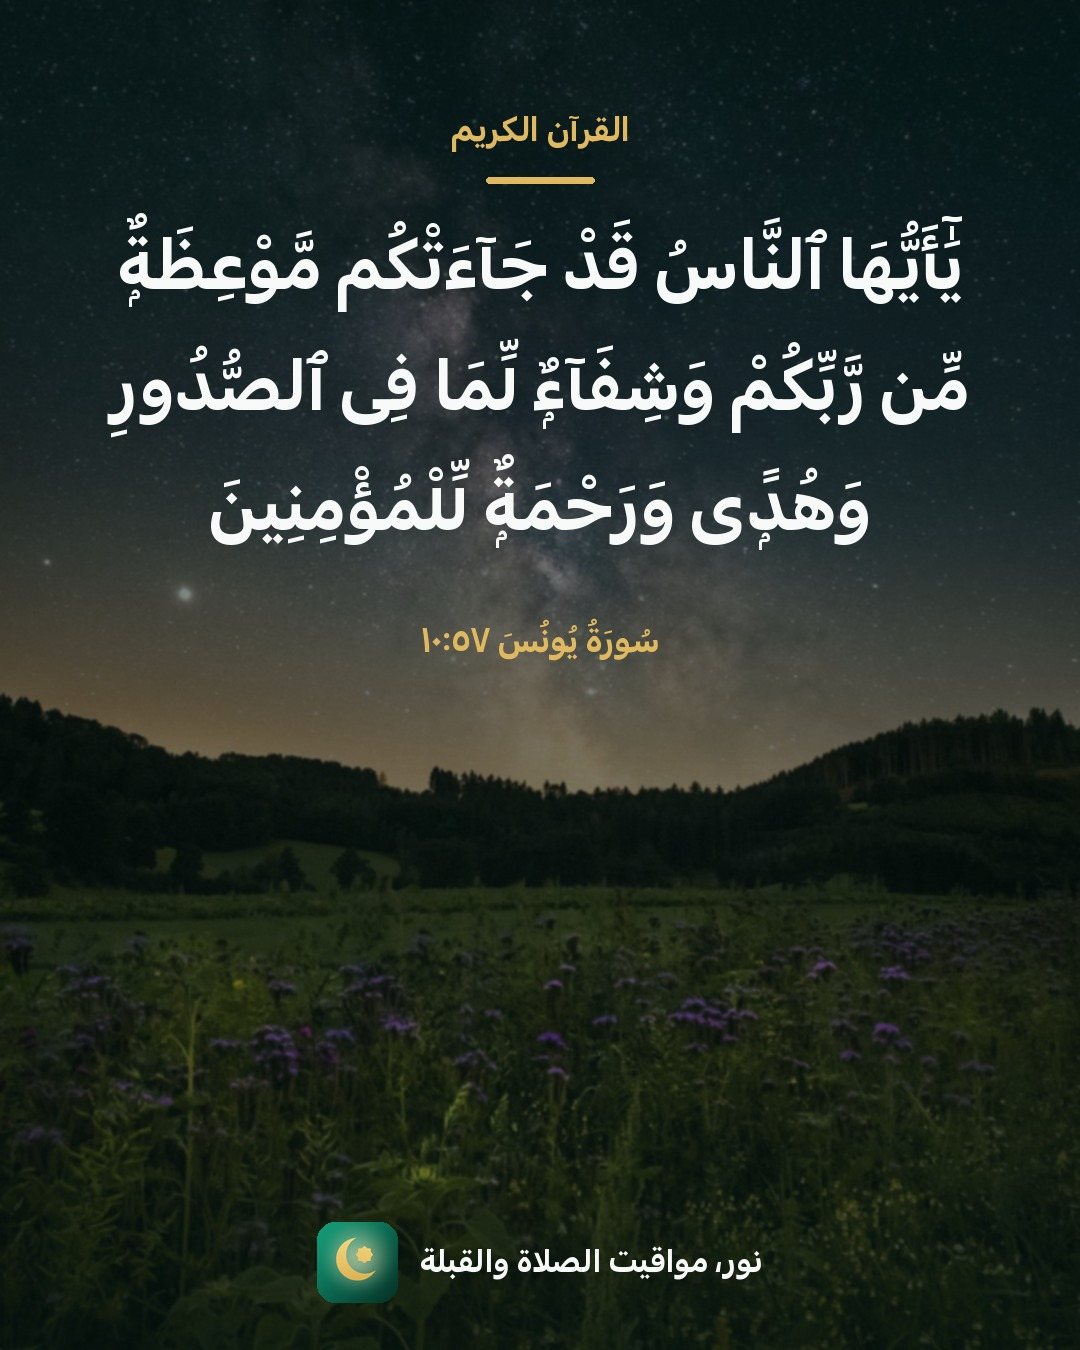 القرآن الكريم
يَٰٓأَيُّهَا ٱلنَّاسُ قَدْ جَآءَتْكُم مَّوْعِظَةٌۭ
مِّن رَّبِّكُمْ وَشِفَآءٌۭ لِّمَا فِى ٱلصُّدُورِ
وَهُدًۭى وَرَحْمَةٌۭ لِّلْمُؤْمِنِينَ
سُورَةُ يُونُسَ ١٠:٥٧
نور، مواقيت الصلاة والقبلة